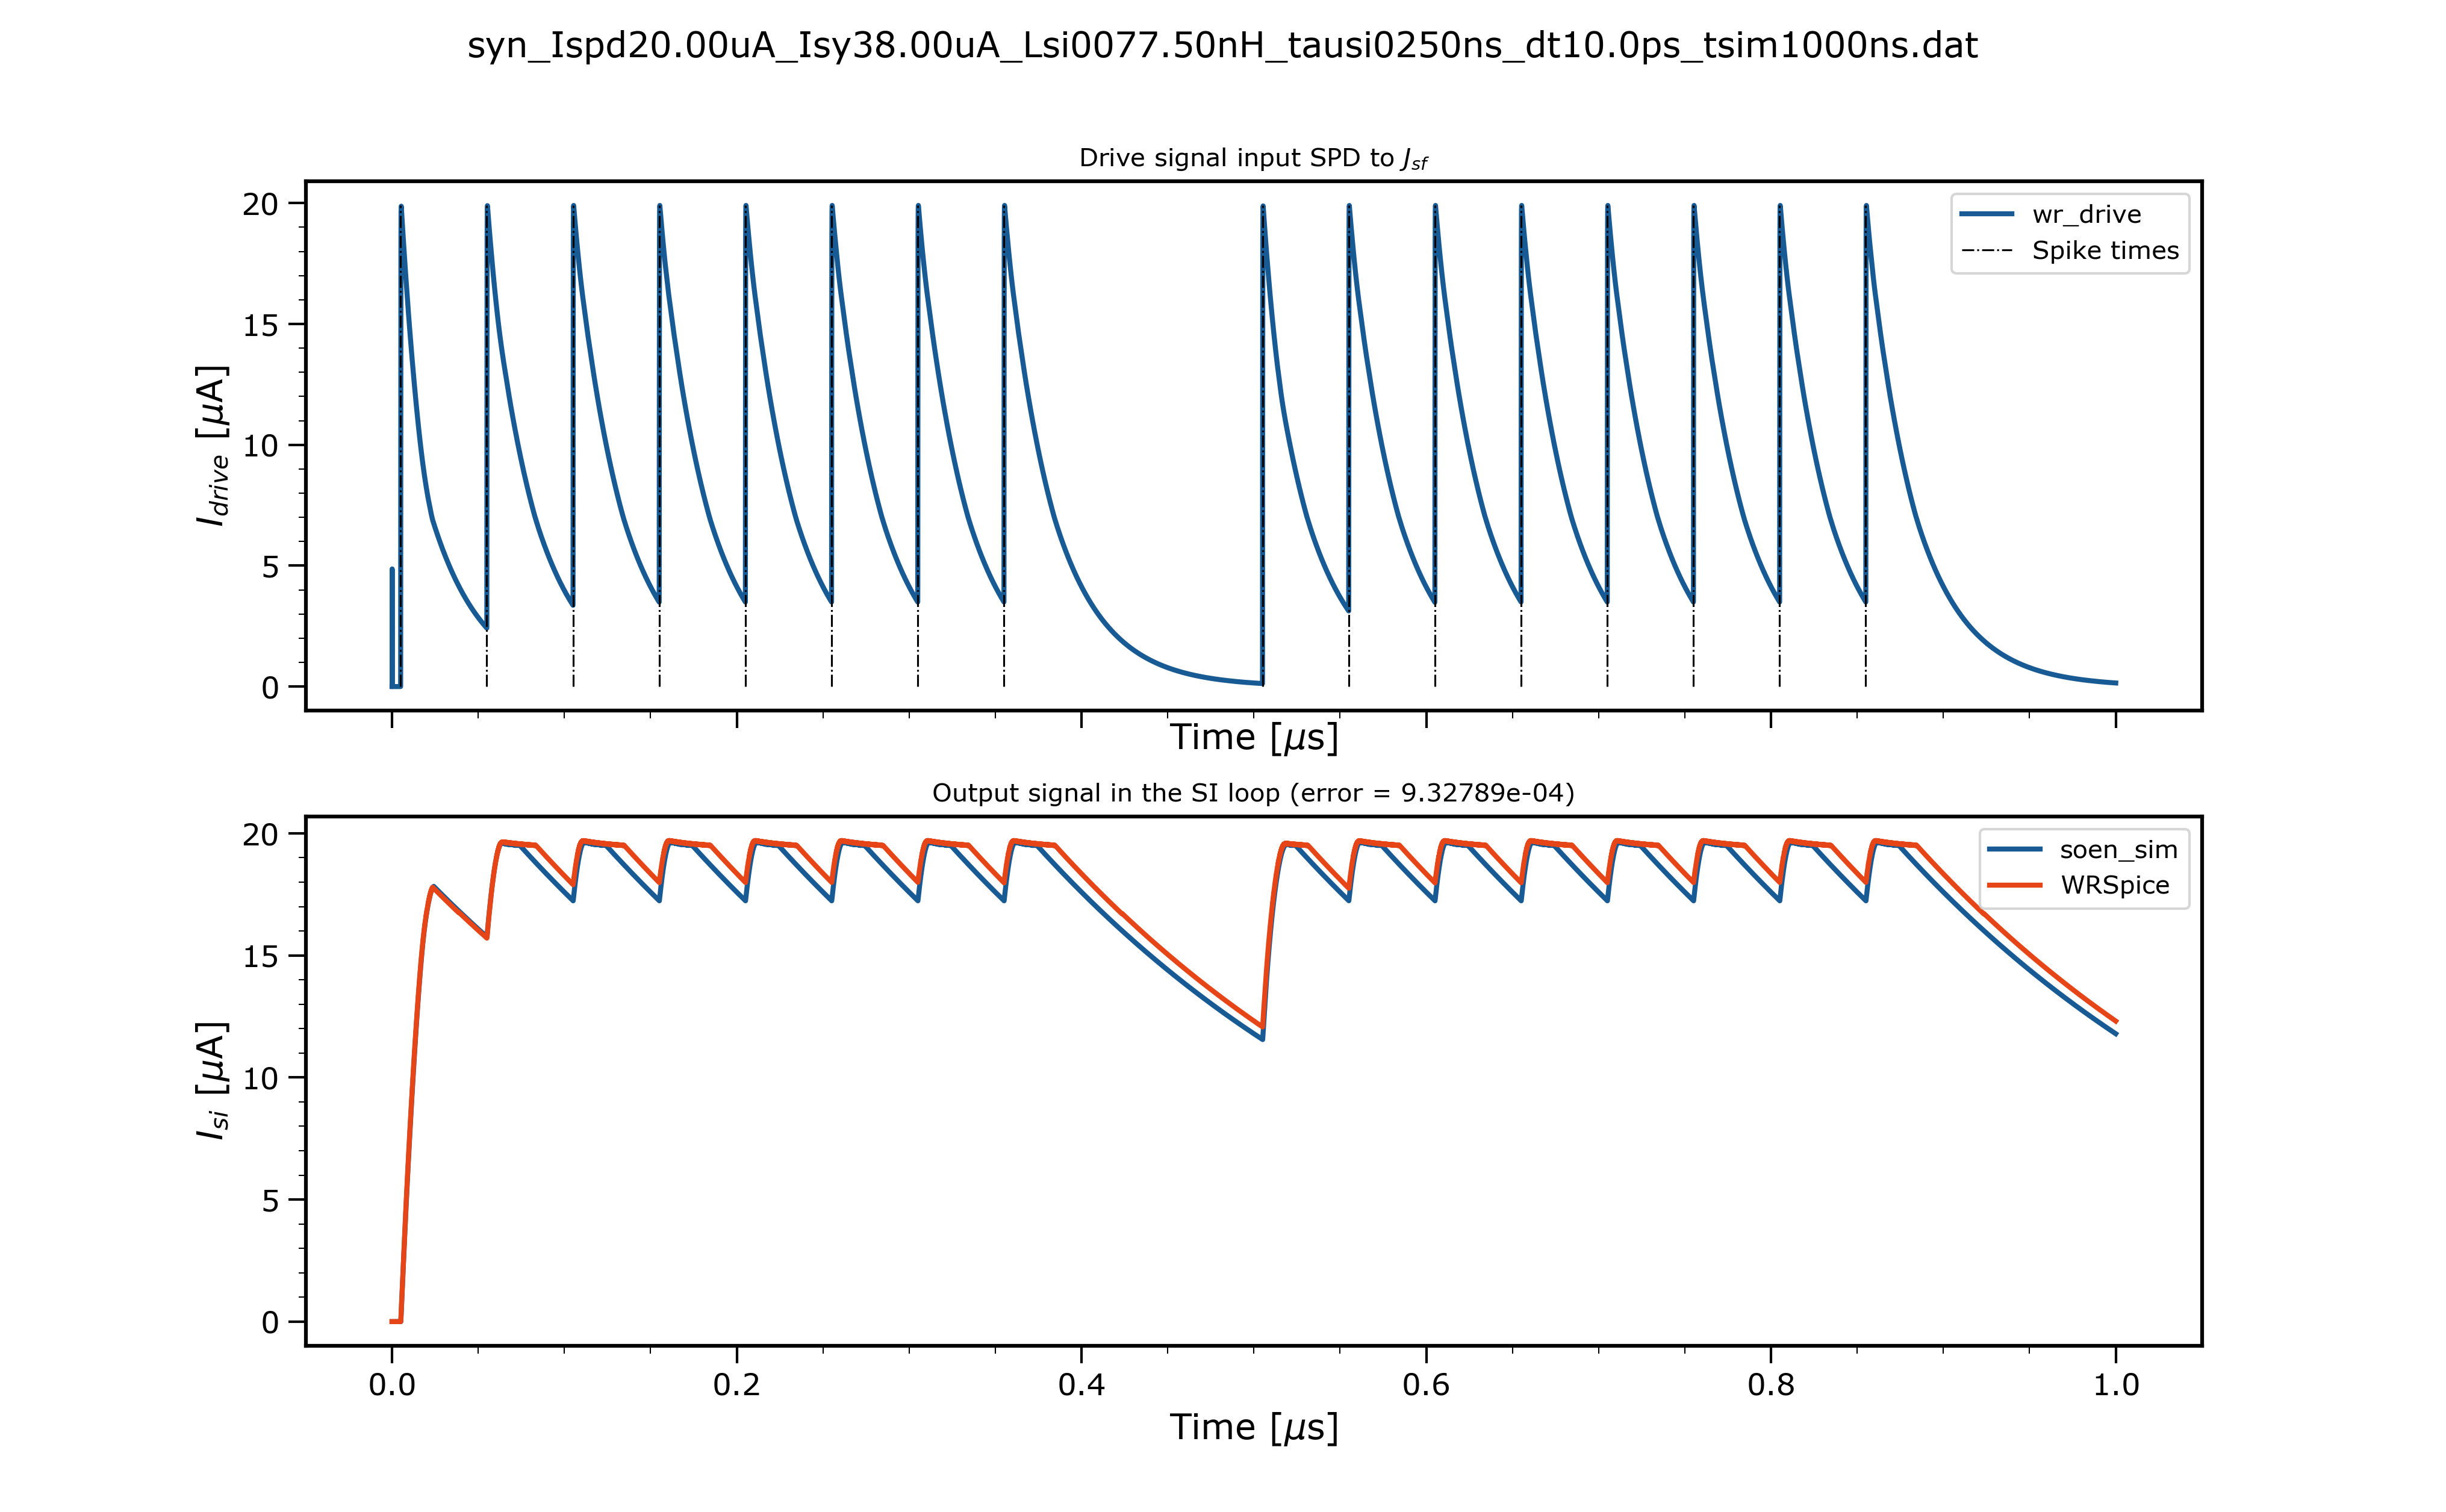 syn_Ispd20.00uA_Isy38.00uA_Lsi0077.50nH_tausi0250ns_dt10.0ps_tsim1000ns.dat
Drive signal input SPD to J_sf
20
15
10
5
0
I_drive [μA]
wr_drive
Spike times
Time [μs]
Output signal in the SI loop (error = 9.32789e-04)
20
15
10
5
0
I_si [μA]
soen_sim
WRSpice
0.0 0.2 0.4 0.6 0.8 1.0
Time [μs]